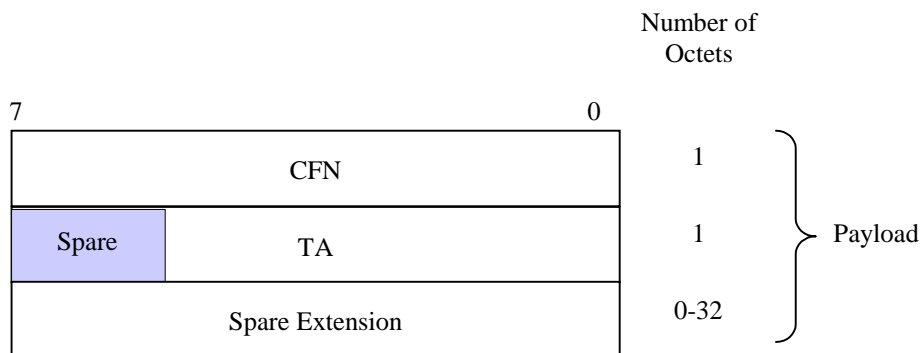 Number of
Octets
7 0
CFN 1
Spare TA 1 Payload
Spare Extension 0-32